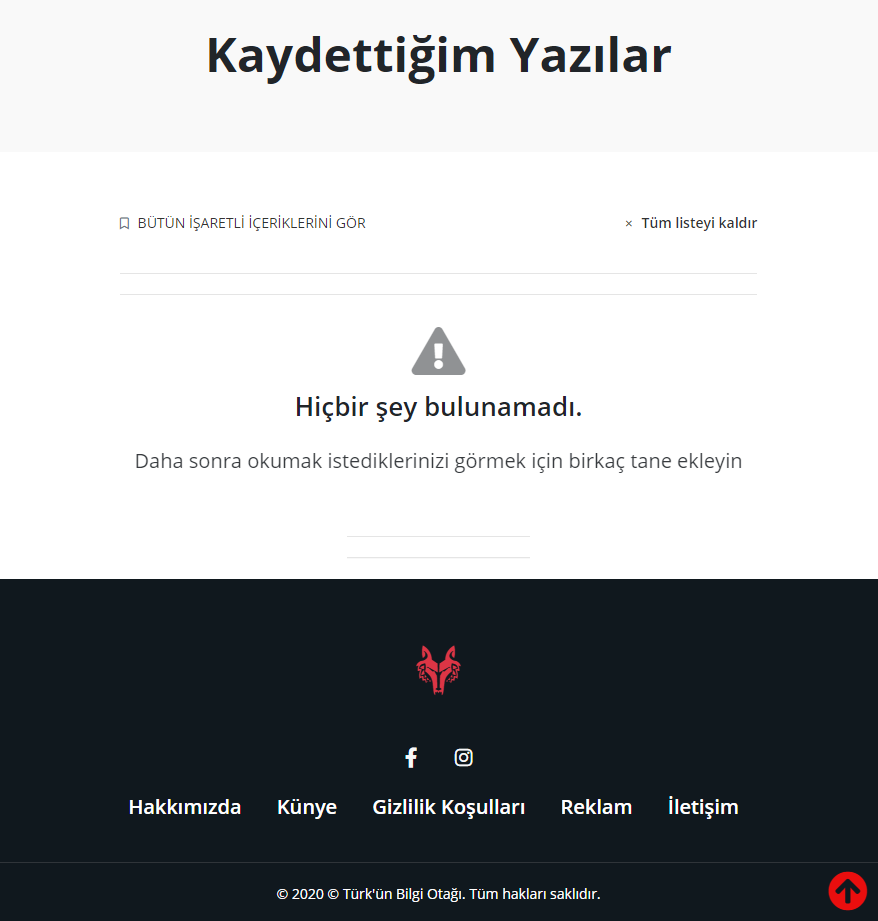 Kaydettiğim Yazılar
BÜTÜN İŞARETLİ İÇERİKLERİNİ GÖR
× Tüm listeyi kaldır
Hiçbir şey bulunamadı.
Daha sonra okumak istediklerinizi görmek için birkaç tane ekleyin
Hakkımızda Künye Gizlilik Koşulları Reklam İletişim
© 2020 © Türk'ün Bilgi Otağı. Tüm hakları saklıdır.